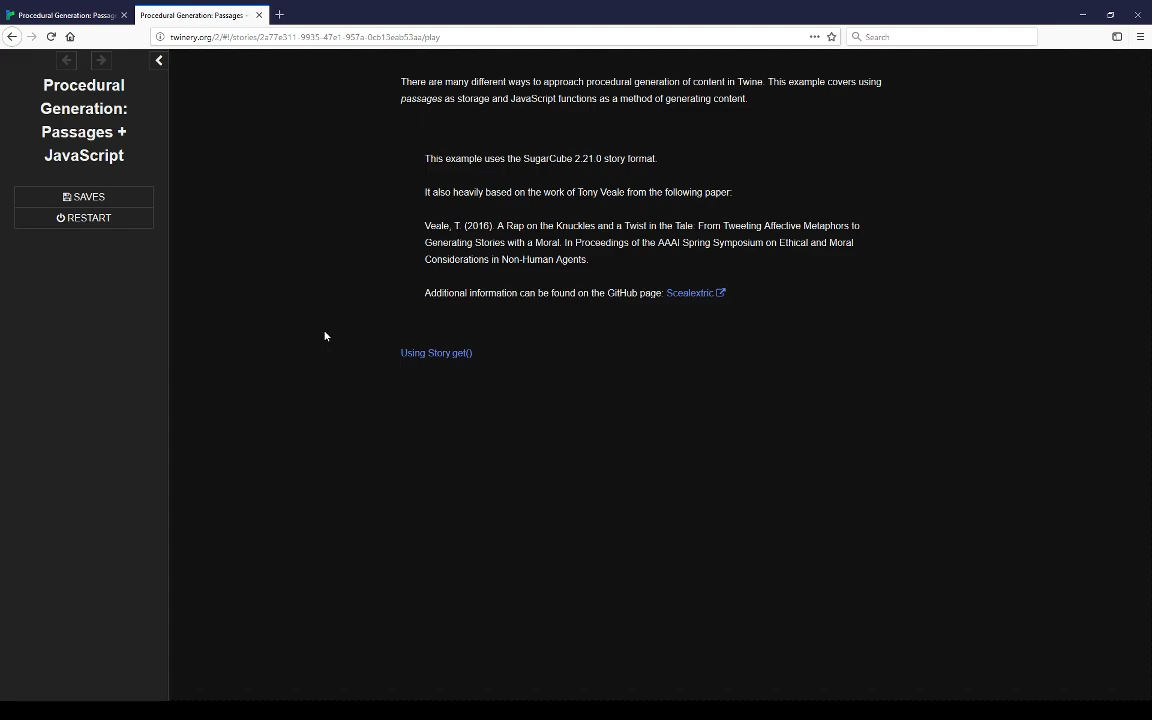 Procedural Generation: Passag
Procedural Generation: Passages -
twinery.org/2/#!/stories/2a77e311-9935-47e1-957a-0cb13eab53aa/play
Search
Procedural
Generation:
Passages +
JavaScript
SAVES
RESTART
There are many different ways to approach procedural generation of content in Twine. This example covers using
passages as storage and JavaScript functions as a method of generating content.
This example uses the SugarCube 2.21.0 story format.
It also heavily based on the work of Tony Veale from the following paper:
Veale, T. (2016). A Rap on the Knuckles and a Twist in the Tale: From Tweeting Affective Metaphors to
Generating Stories with a Moral. In Proceedings of the AAAI Spring Symposium on Ethical and Moral
Considerations in Non-Human Agents.
Additional information can be found on the GitHub page: Scealextric
Using Story.get()